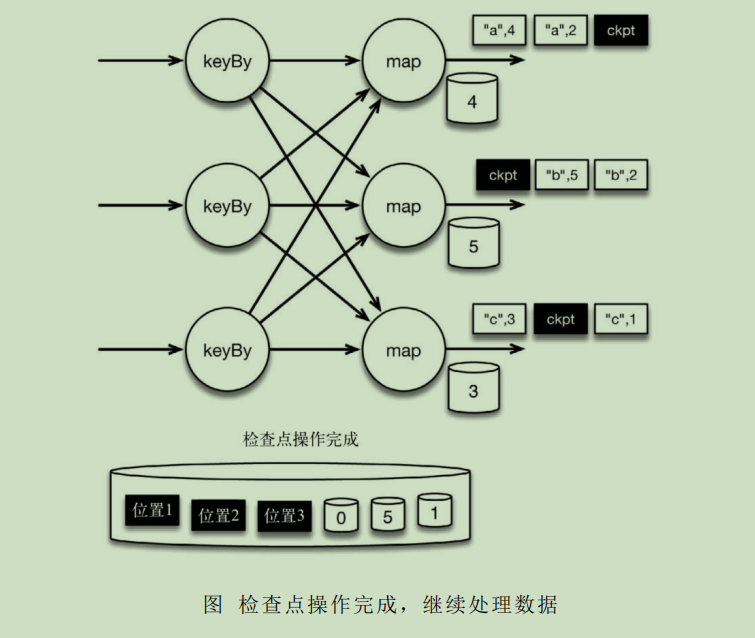 "a",4 "a",2 ckpt
keyBy map
4
ckpt "b",5 "b",2
keyBy map
5
"c",3 ckpt "c",1
keyBy map
3
检查点操作完成
位置1 位置2 位置3 0 5 1
图 检查点操作完成，继续处理数据